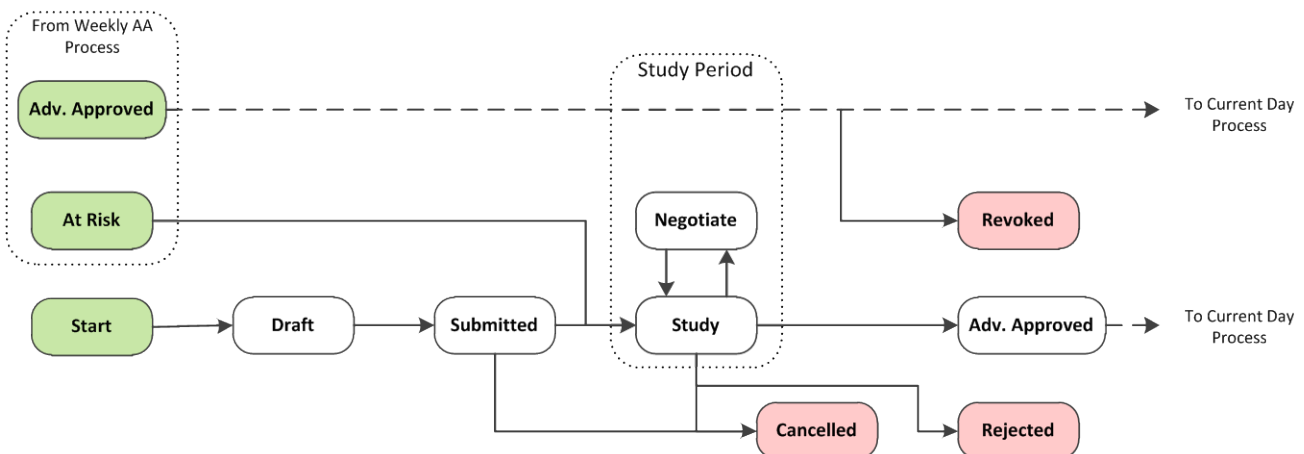 From Weekly AA
Process
Study Period
Adv. Approved
To Current Day
Process
At Risk
Negotiate
Revoked
Start
Draft
Submitted
Study
Adv. Approved
To Current Day
Process
Cancelled
Rejected